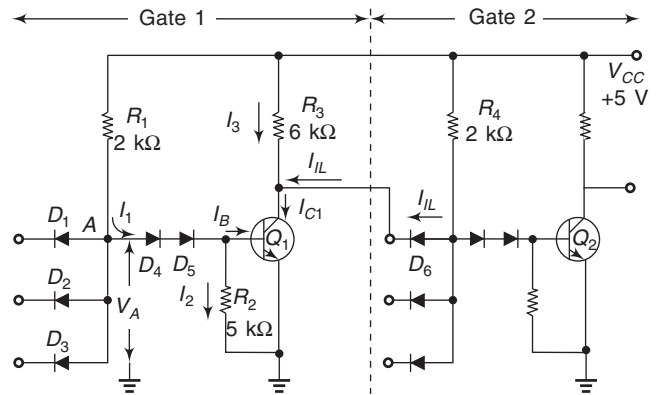 Gate 1
Gate 2
V_CC
+5 V
R_1
2 kΩ
I_3
R_3
6 kΩ
R_4
2 kΩ
I_IL
I_C1
I_IL
D_1
A
I_1
D_4
D_5
I_B
Q_1
D_6
Q_2
D_2
V_A
I_2
R_2
5 kΩ
D_3